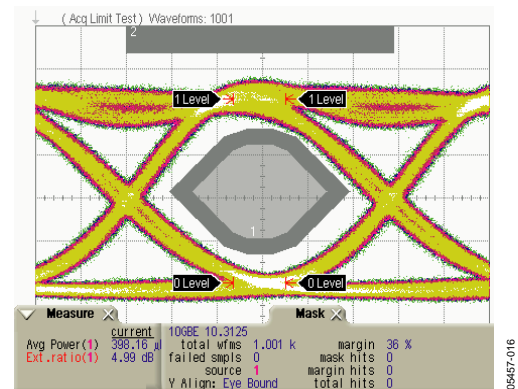 ( Acq Limit Test ) Waveforms: 1001
2
1 Level 1 Level
1
0 Level 0 Level
Measure Mask
current
Avg Power(1) 398.16 µ
Ext.ratio(1) 4.99 dB
10GBE 10.3125
total wfms 1.001 k margin 36 %
failed smpls 0 mask hits 0
source 1 margin hits 0
Y Align: Eye Bound total hits 0
05457-016